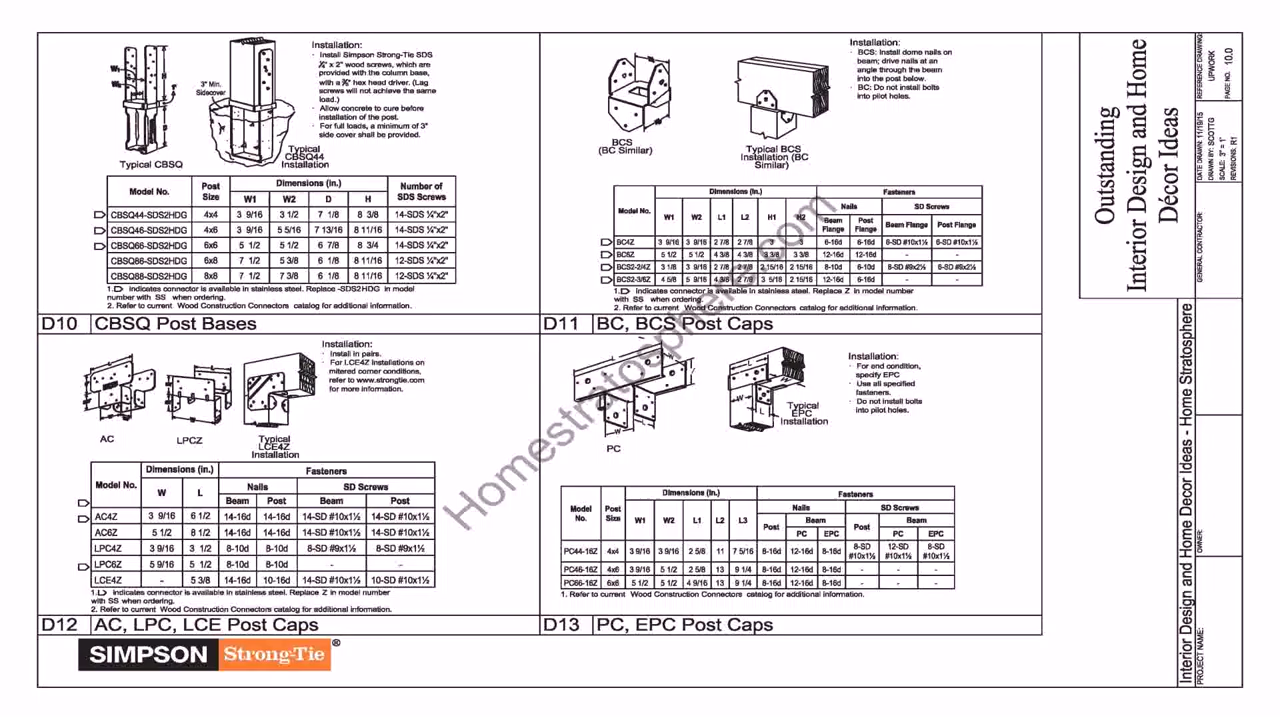 Installation:
· Install Simpson Strong-Tie SDS
¼" x 2" wood screws, which are
provided with the column base,
with a ⅜" hex head driver. (Lag
screws will not achieve the same
load.)
· Allow concrete to cure before
installation of the post.
· For full loads, a minimum of 3"
side cover shall be provided.
W1
W2
3" Min.
Sidecover
Typical CBSQ
Typical
CBSQ44
Installation
Model No. Post Size Dimensions (in.) Number of SDS Screws
W1 W2 D H
CBSQ44-SDS2HDG 4x4 3 9/16 3 1/2 7 1/8 8 3/8 14-SDS ¼"x2"
CBSQ46-SDS2HDG 4x6 3 9/16 5 5/16 7 13/16 8 11/16 14-SDS ¼"x2"
CBSQ66-SDS2HDG 6x6 5 1/2 5 1/2 6 7/8 8 3/4 14-SDS ¼"x2"
CBSQ86-SDS2HDG 6x8 7 1/2 5 3/8 6 1/8 8 11/16 12-SDS ¼"x2"
CBSQ88-SDS2HDG 8x8 7 1/2 7 3/8 6 1/8 8 11/16 12-SDS ¼"x2"
1. Indicates connector is available in stainless steel. Replace -SDS2HDG in model
number with SS when ordering.
2. Refer to current Wood Construction Connectors catalog for additional information.
D10 CBSQ Post Bases
Installation:
· BCS: Install dome nails on
beam; drive nails at an
angle through the beam
into the post below.
· BC: Do not install bolts
into pilot holes.
BCS
(BC Similar)
Typical BCS
Installation (BC
Similar)
Model No. Dimensions (in.) Fasteners
W1 W2 L1 L2 H1 H2 Nails SD Screws
Beam Flange Post Flange Beam Flange Post Flange
BC4Z 3 9/16 3 9/16 2 7/8 2 7/8 3 3 6-16d 6-16d 6-SD #10x1½ 6-SD #10x1½
BC6Z 5 1/2 5 1/2 4 3/8 4 3/8 3 3/8 3 3/8 12-16d 12-16d - -
BCS2-2/4Z 3 1/8 3 9/16 2 7/8 2 7/8 2 15/16 2 15/16 8-10d 6-10d 8-SD #9x2½ 6-SD #9x2½
BCS2-3/6Z 4 5/8 5 9/16 4 3/8 2 7/8 3 5/16 2 15/16 12-16d 6-16d - -
1. Indicates connector is available in stainless steel. Replace Z in model number
with SS when ordering.
2. Refer to current Wood Construction Connectors catalog for additional information.
D11 BC, BCS Post Caps
Installation:
· Install in pairs.
· For LCE4Z installations on
mitered corner conditions,
refer to www.strongtie.com
for more information.
AC
LPCZ
Typical
LCE4Z
Installation
Model No. Dimensions (in.) Fasteners
W L Nails SD Screws
Beam Post Beam Post
AC4Z 3 9/16 6 1/2 14-16d 14-16d 14-SD #10x1½ 14-SD #10x1½
AC6Z 5 1/2 8 1/2 14-16d 14-16d 14-SD #10x1½ 14-SD #10x1½
LPC4Z 3 9/16 3 1/2 8-10d 8-10d 8-SD #9x1½ 8-SD #9x1½
LPC6Z 5 9/16 5 1/2 8-10d 8-10d - -
LCE4Z - 5 3/8 14-16d 10-16d 14-SD #10x1½ 10-SD #10x1½
1. Indicates connector is available in stainless steel. Replace Z in model number
with SS when ordering.
2. Refer to current Wood Construction Connectors catalog for additional information.
D12 AC, LPC, LCE Post Caps
Installation:
· For end condition,
specify EPC
· Use all specified
fasteners.
· Do not install bolts
into pilot holes.
W
L
PC
Typical
EPC
Installation
Model No. Post Size Dimensions (in.) Fasteners
W1 W2 L1 L2 L3 Nails SD Screws
Post Beam Post Beam
PC EPC PC EPC
PC44-16Z 4x4 3 9/16 3 9/16 2 5/8 11 7 5/16 8-16d 12-16d 8-16d 8-SD #10x1½ 12-SD #10x1½ 8-SD #10x1½
PC46-16Z 4x6 3 9/16 5 1/2 2 5/8 13 9 1/4 8-16d 12-16d 8-16d - - -
PC66-16Z 6x6 5 1/2 5 1/2 4 9/16 13 9 1/4 8-16d 12-16d 8-16d - - -
1. Refer to current Wood Construction Connectors catalog for additional information.
D13 PC, EPC Post Caps
SIMPSON Strong-Tie ®
Homestratosphere.com
Outstanding
Interior Design and Home
Décor Ideas
REFERENCE DRAWING:
UPWORK
PAGE NO. 10.0
DATE DRAWN: 11/19/15
DRAWN BY: SCOTTG
SCALE: 3" = 1'
REVISIONS: R1
GENERAL CONTRACTOR:
OWNER:
Interior Design and Home Decor Ideas - Home Stratosphere
PROJECT NAME: